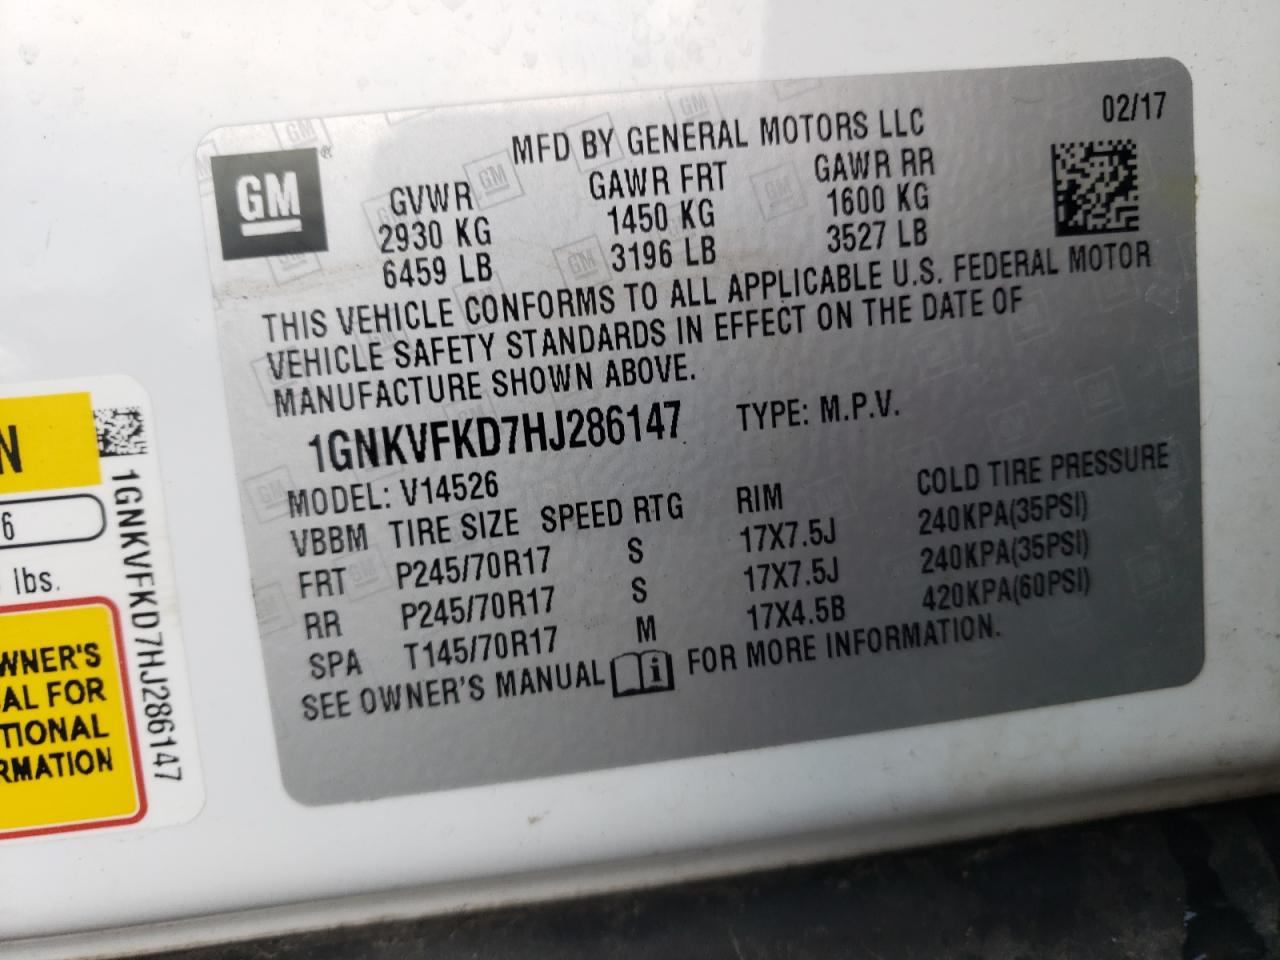 02/17
MFD BY GENERAL MOTORS LLC
GM
GVWR GAWR FRT GAWR RR
2930 KG 1450 KG 1600 KG
6459 LB 3196 LB 3527 LB
THIS VEHICLE CONFORMS TO ALL APPLICABLE U.S. FEDERAL MOTOR
VEHICLE SAFETY STANDARDS IN EFFECT ON THE DATE OF
MANUFACTURE SHOWN ABOVE.
1GNKVFKD7HJ286147 TYPE: M.P.V.
MODEL: V14526
VBBM TIRE SIZE SPEED RTG RIM COLD TIRE PRESSURE
FRT P245/70R17 S 17X7.5J 240KPA(35PSI)
RR P245/70R17 S 17X7.5J 240KPA(35PSI)
SPA T145/70R17 M 17X4.5B 420KPA(60PSI)
SEE OWNER'S MANUAL i FOR MORE INFORMATION.
N
6
lbs.
WNER'S
AL FOR
TIONAL
RMATION
1GNKVFKD7HJ286147